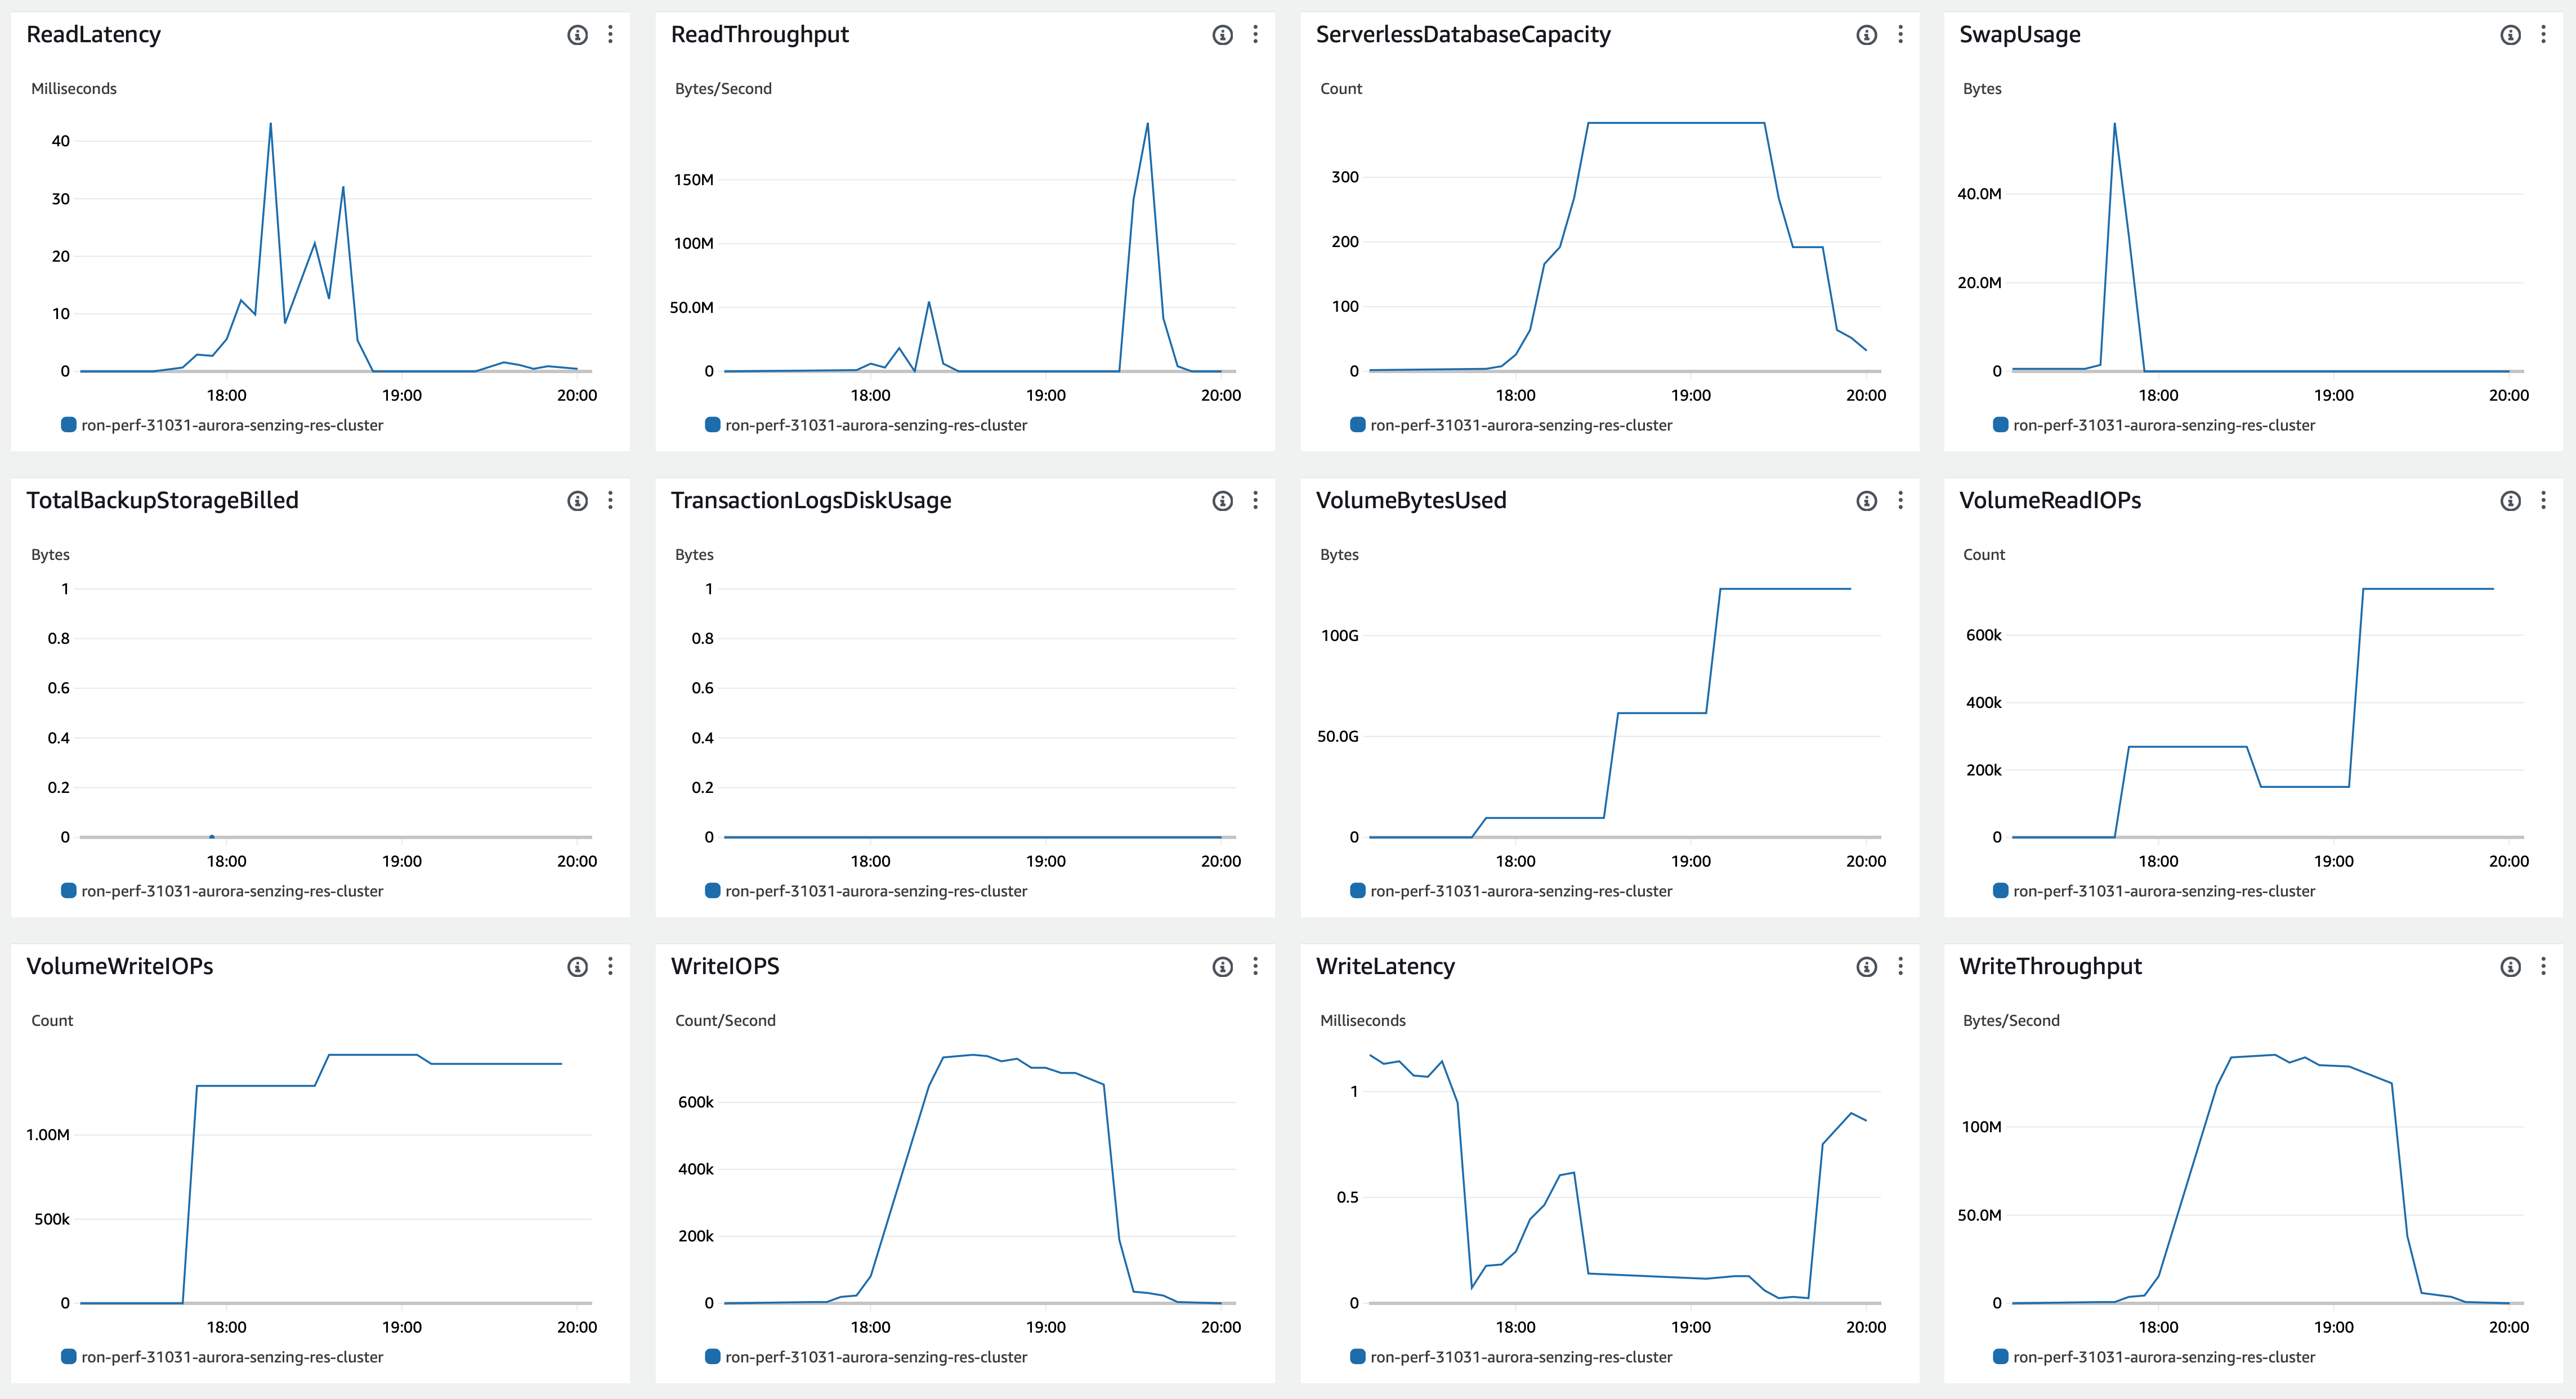 ReadLatency
Milliseconds
40
30
20
10
0
18:00 19:00 20:00
ron-perf-31031-aurora-senzing-res-cluster
ReadThroughput
Bytes/Second
150M
100M
50.0M
0
18:00 19:00 20:00
ron-perf-31031-aurora-senzing-res-cluster
ServerlessDatabaseCapacity
Count
300
200
100
0
18:00 19:00 20:00
ron-perf-31031-aurora-senzing-res-cluster
SwapUsage
Bytes
40.0M
20.0M
0
18:00 19:00 20:00
ron-perf-31031-aurora-senzing-res-cluster
TotalBackupStorageBilled
Bytes
1
0.8
0.6
0.4
0.2
0
18:00 19:00 20:00
ron-perf-31031-aurora-senzing-res-cluster
TransactionLogsDiskUsage
Bytes
1
0.8
0.6
0.4
0.2
0
18:00 19:00 20:00
ron-perf-31031-aurora-senzing-res-cluster
VolumeBytesUsed
Bytes
100G
50.0G
0
18:00 19:00 20:00
ron-perf-31031-aurora-senzing-res-cluster
VolumeReadIOPs
Count
600k
400k
200k
0
18:00 19:00 20:00
ron-perf-31031-aurora-senzing-res-cluster
VolumeWriteIOPs
Count
1.00M
500k
0
18:00 19:00 20:00
ron-perf-31031-aurora-senzing-res-cluster
WriteIOPS
Count/Second
600k
400k
200k
0
18:00 19:00 20:00
ron-perf-31031-aurora-senzing-res-cluster
WriteLatency
Milliseconds
1
0.5
0
18:00 19:00 20:00
ron-perf-31031-aurora-senzing-res-cluster
WriteThroughput
Bytes/Second
100M
50.0M
0
18:00 19:00 20:00
ron-perf-31031-aurora-senzing-res-cluster